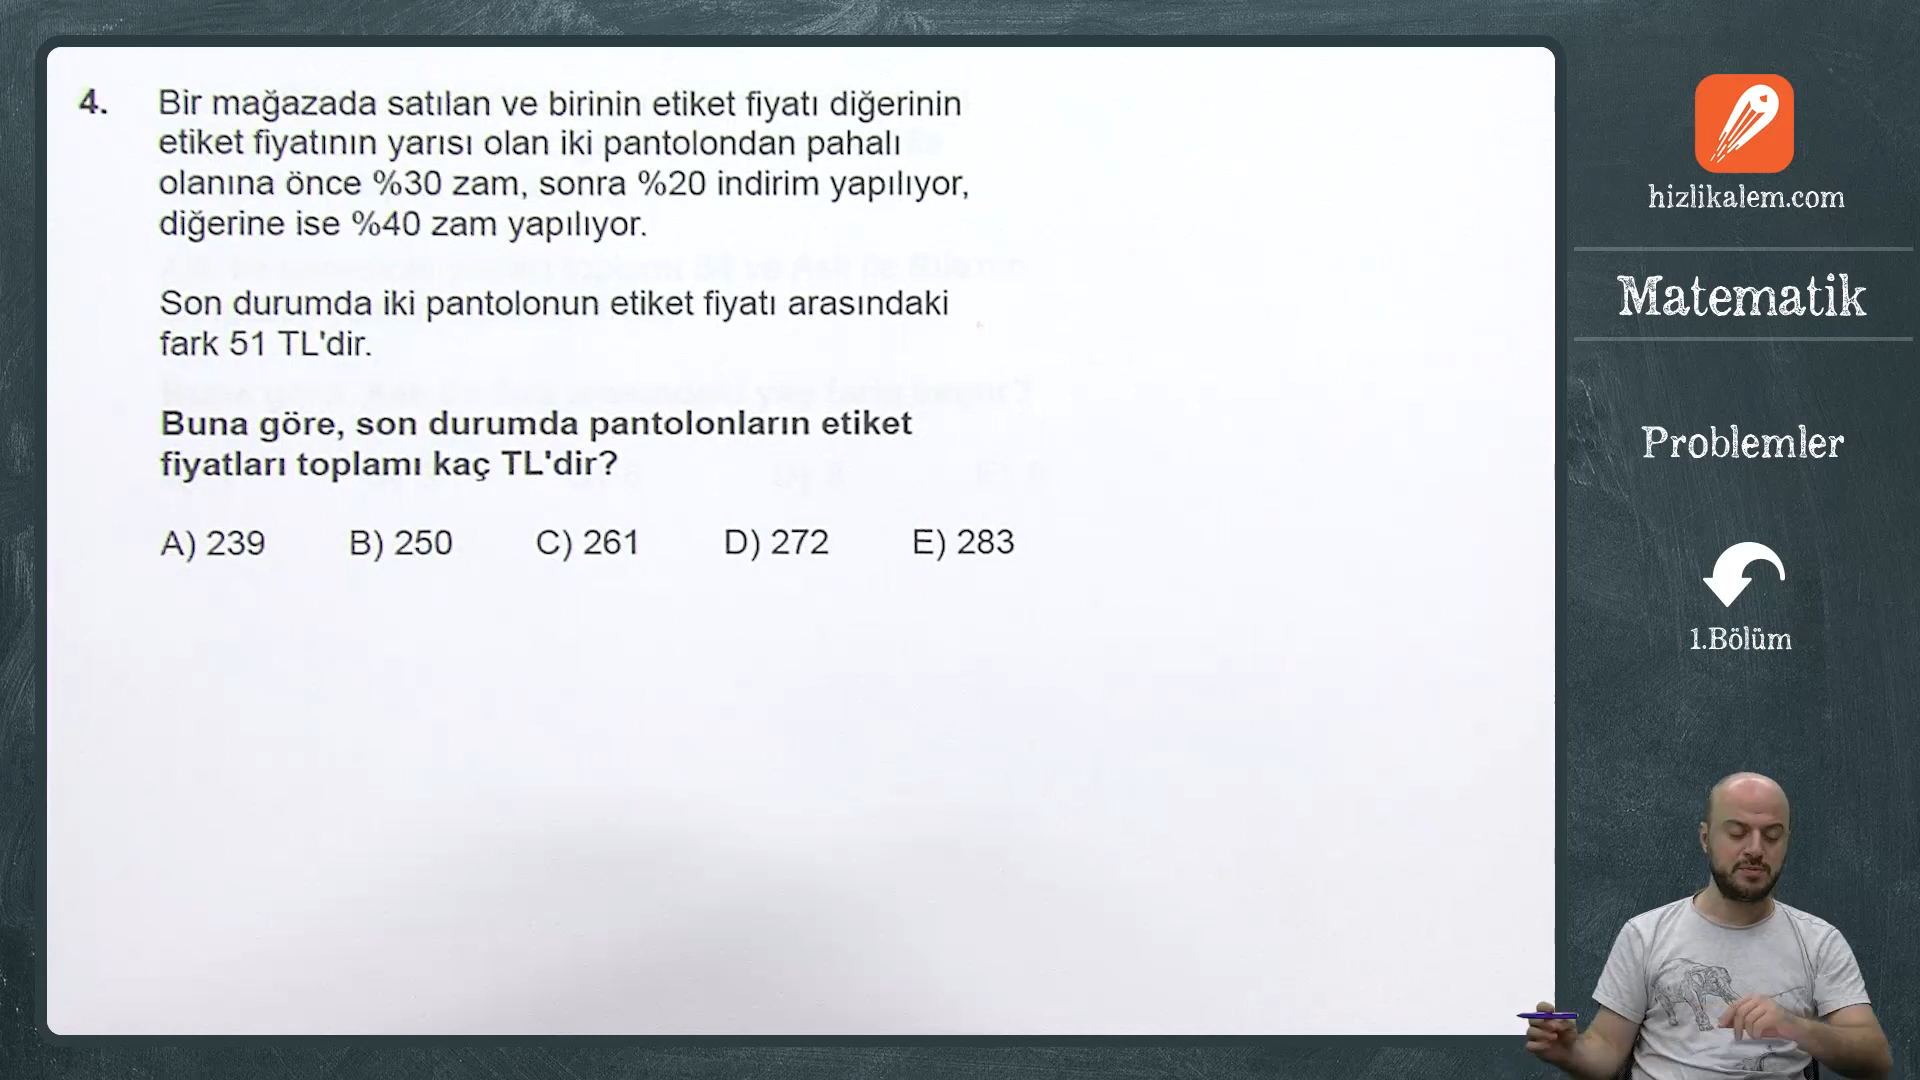 4. Bir mağazada satılan ve birinin etiket fiyatı diğerinin
etiket fiyatının yarısı olan iki pantolondan pahalı
olanına önce %30 zam, sonra %20 indirim yapılıyor,
diğerine ise %40 zam yapılıyor.
Son durumda iki pantolonun etiket fiyatı arasındaki
fark 51 TL'dir.
Buna göre, son durumda pantolonların etiket
fiyatları toplamı kaç TL'dir?
A) 239 B) 250 C) 261 D) 272 E) 283
hizlikalem.com
Matematik
Problemler
1.Bölüm